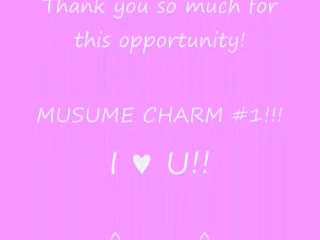 Thank you so much for
this opportunity!
MUSUME CHARM #1!!!
I ♥ U!!